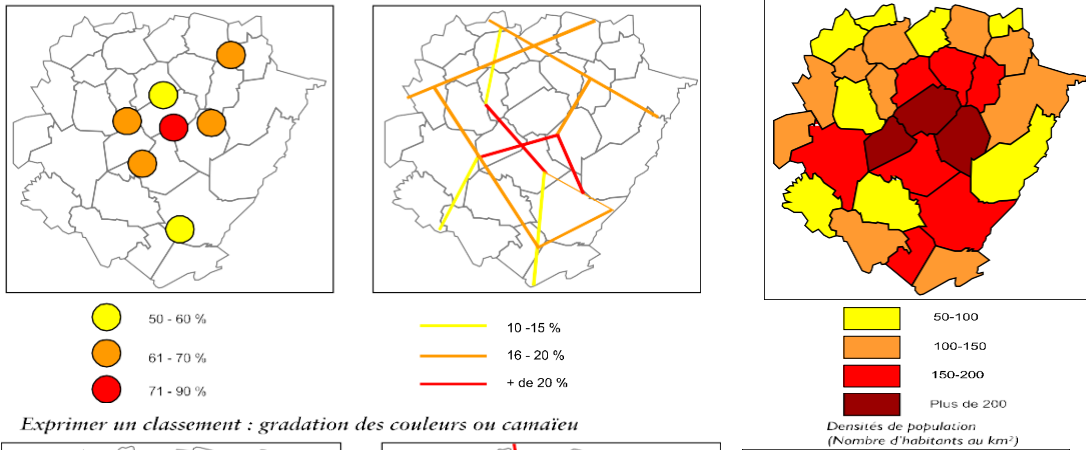 50 - 60 %
61 - 70 %
71 - 90 %
10 -15 %
16 - 20 %
+ de 20 %
50-100
100-150
150-200
Plus de 200
Densités de population
(Nombre d'habitants au km²)
Exprimer un classement : gradation des couleurs ou camaïeu